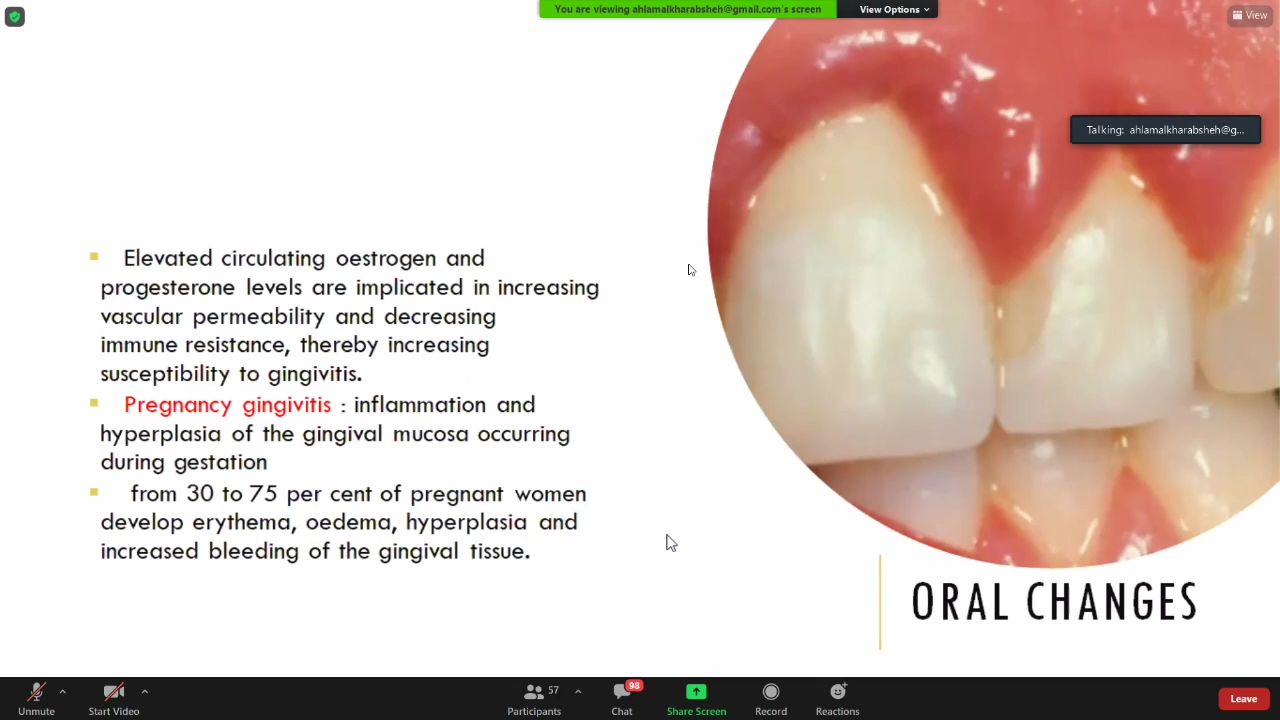 You are viewing ahlamalkharabsheh@gmail.com's screen
View Options
View
Talking: ahlamalkharabsheh@g...
Elevated circulating oestrogen and
progesterone levels are implicated in increasing
vascular permeability and decreasing
immune resistance, thereby increasing
susceptibility to gingivitis.
Pregnancy gingivitis : inflammation and
hyperplasia of the gingival mucosa occurring
during gestation
from 30 to 75 per cent of pregnant women
develop erythema, oedema, hyperplasia and
increased bleeding of the gingival tissue.
ORAL CHANGES
Unmute
Start Video
57
Participants
98
Chat
Share Screen
Record
Reactions
Leave